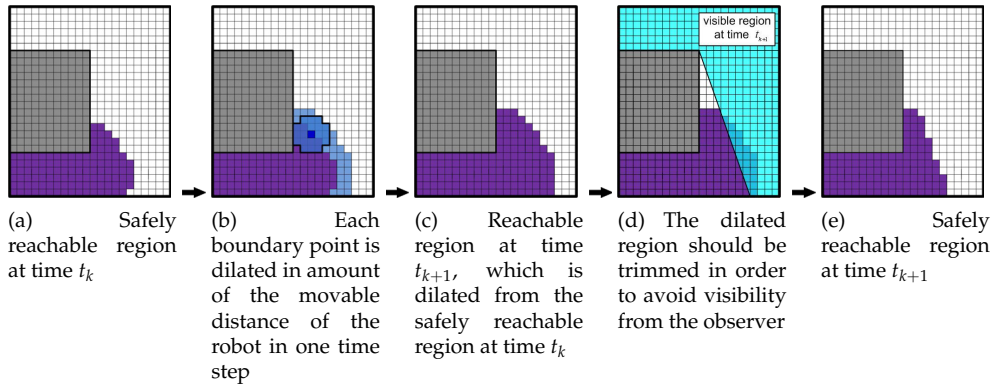 visible region
at time t_{k+1}
(a) Safely
reachable region
at time t_k
(b) Each
boundary point is
dilated in amount
of the movable
distance of the
robot in one time
step
(c) Reachable
region at time
t_{k+1}, which is
dilated from the
safely reachable
region at time t_k
(d) The dilated
region should be
trimmed in order
to avoid visibility
from the observer
(e) Safely
reachable region
at time t_{k+1}